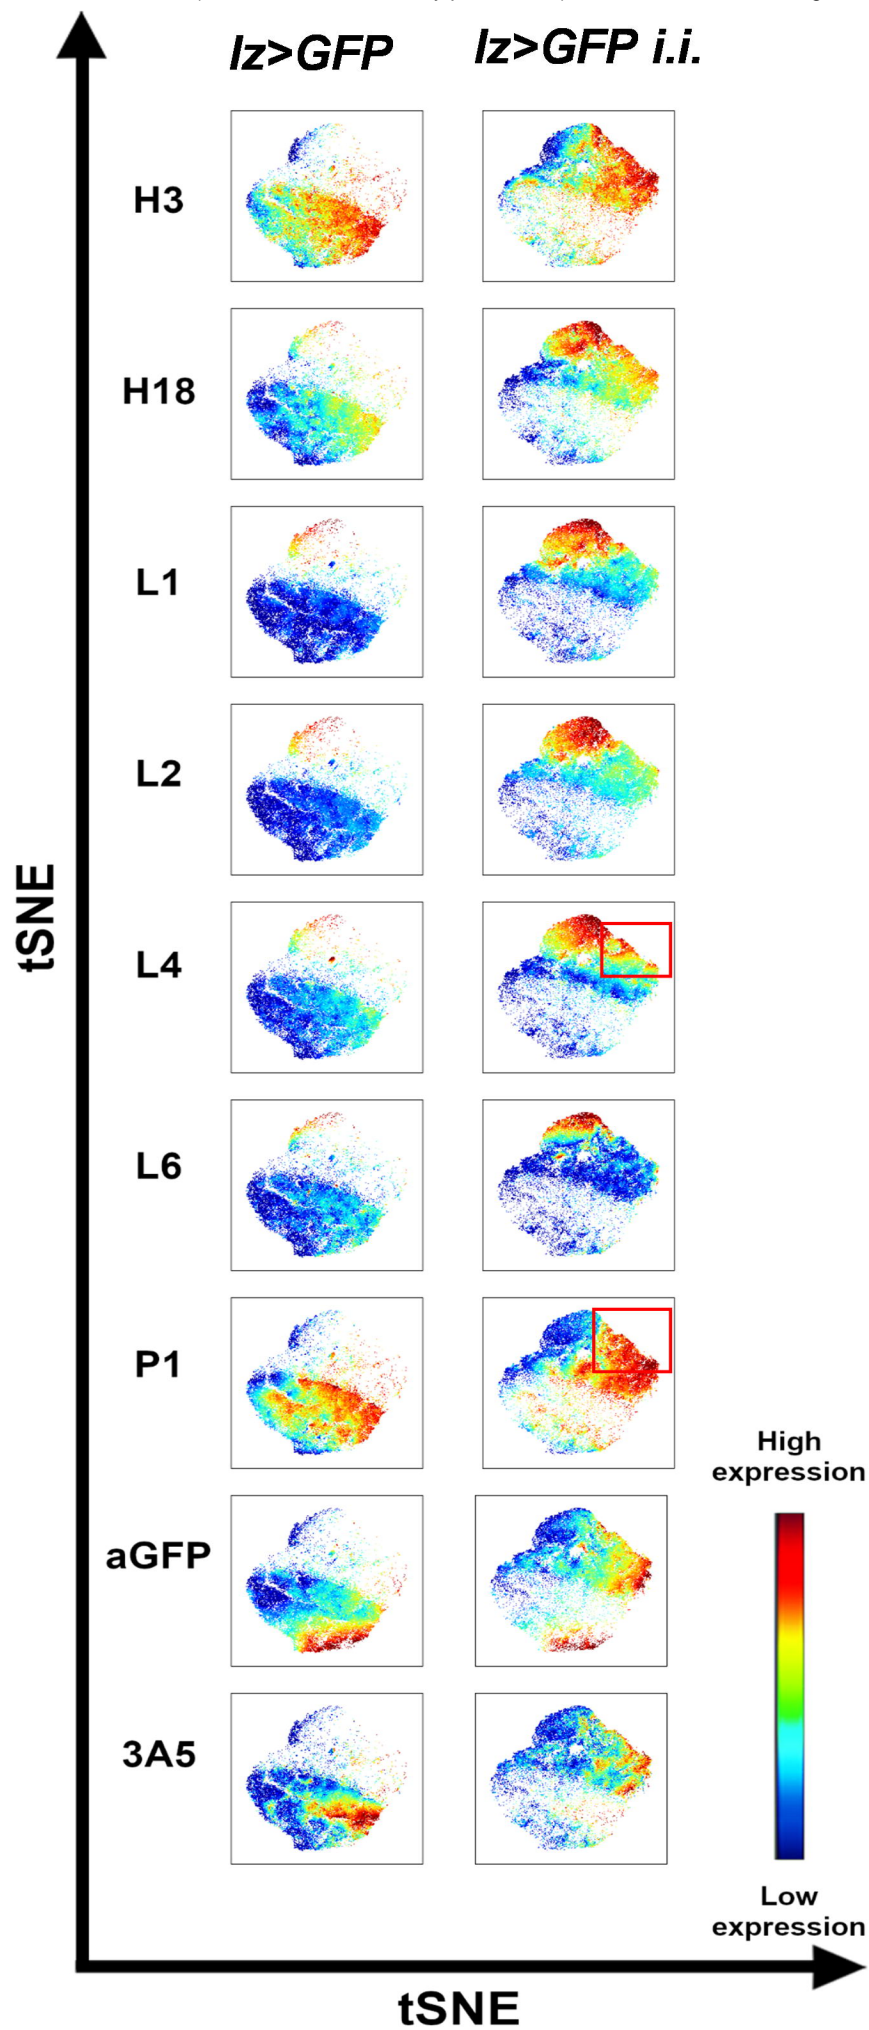 lz>GFP lz>GFP i.i.
H3
H18
L1
L2
L4
L6
P1
aGFP
3A5
tSNE
High
expression
Low
expression
tSNE